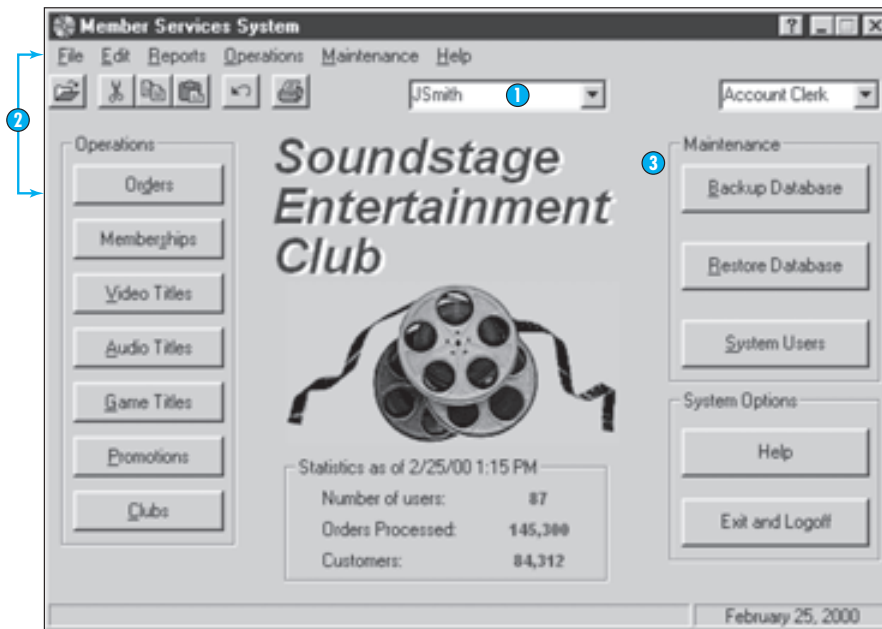 Member Services System
File Edit Reports Operations Maintenance Help
JSmith 1 Account Clerk
2
Operations
Orders
Memberships
Video Titles
Audio Titles
Game Titles
Promotions
Clubs
Soundstage
Entertainment
Club
Statistics as of 2/25/00 1:15 PM
Number of users: 87
Orders Processed: 145,300
Customers: 84,312
3
Maintenance
Backup Database
Restore Database
System Users
System Options
Help
Exit and Logoff
February 25, 2000